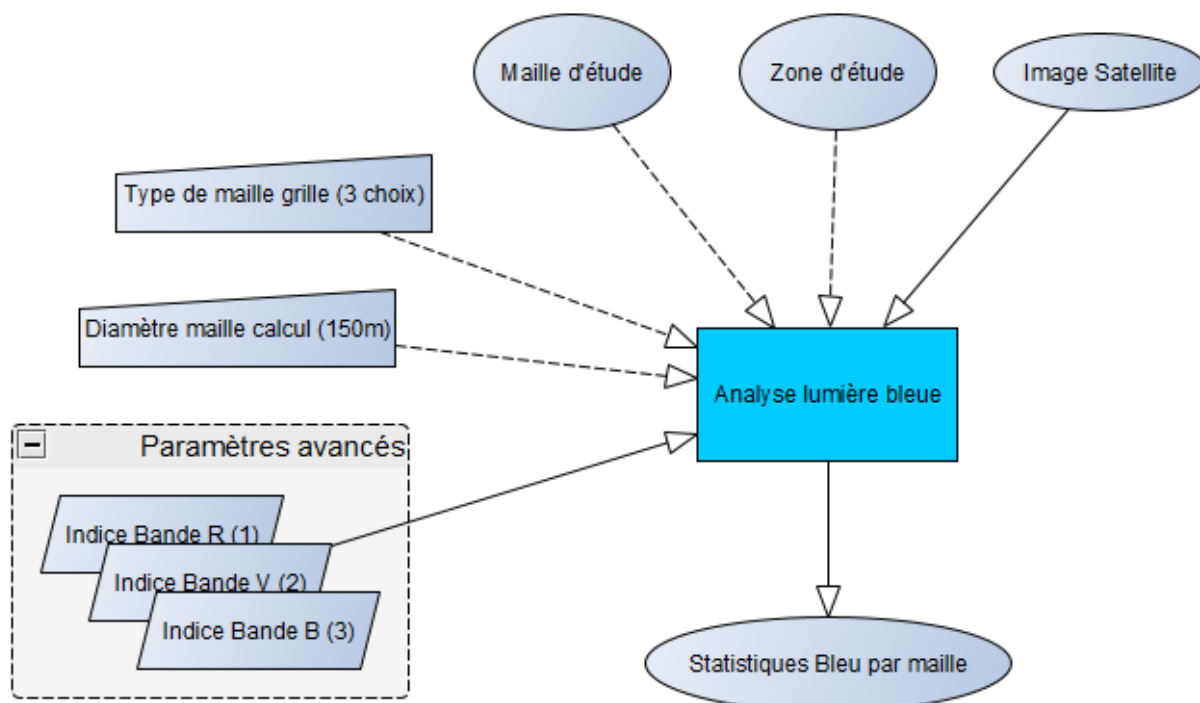 Maille d'étude
Zone d'étude
Image Satellite
Type de maille grille (3 choix)
Diamètre maille calcul (150m)
Analyse lumière bleue
Paramètres avancés
Indice Bande R (1)
Indice Bande V (2)
Indice Bande B (3)
Statistiques Bleu par maille